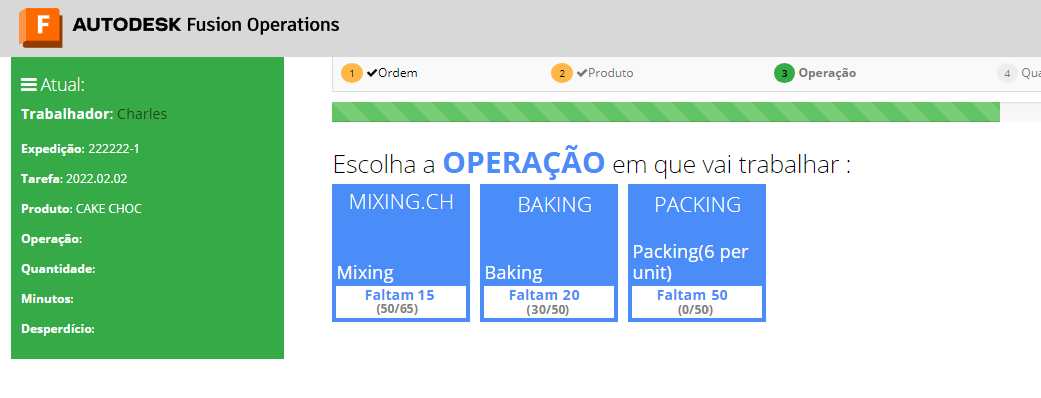 F AUTODESK Fusion Operations
Atual:
Trabalhador: Charles
Expedição: 222222-1
Tarefa: 2022.02.02
Produto: CAKE CHOC
Operação:
Quantidade:
Minutos:
Desperdício:
1 Ordem
2 Produto
3 Operação
4 Qua
Escolha a OPERAÇÃO em que vai trabalhar :
MIXING.CH
Mixing
Faltam 15
(50/65)
BAKING
Baking
Faltam 20
(30/50)
PACKING
Packing(6 per
unit)
Faltam 50
(0/50)